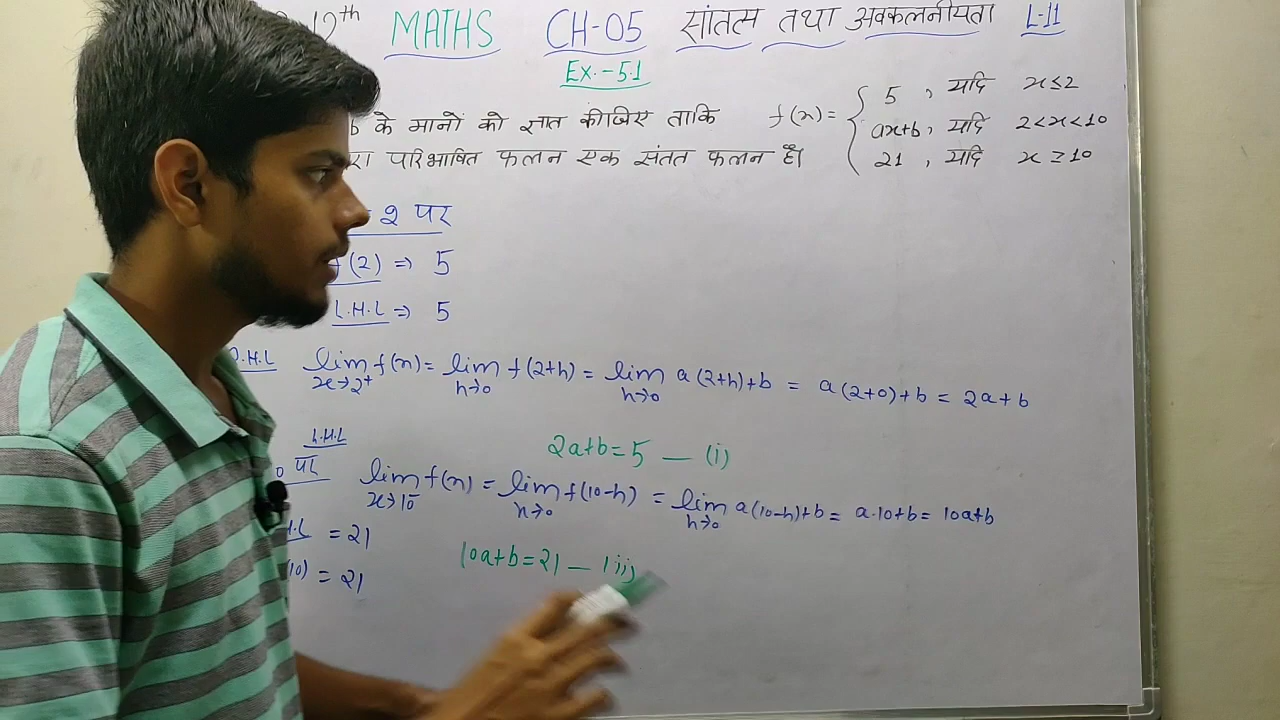 12th MATHS CH-05 सांतत्य तथा अवकलनीयता L-11
Ex.-5.1
b के मानों को ज्ञात कीजिए ताकि f(x)= { 5 , यदि x≤2
ax+b, यदि 2<x<10
परिभाषित फलन एक संतत फलन है। 21 , यदि x≥10
2 पर
f(2) => 5
L.H.L => 5
R.H.L lim x→2⁺ f(x) = lim h→0 f(2+h) = lim h→0 a(2+h)+b = a(2+0)+b = 2a+b
2a+b=5 — (i)
L.H.L
पर lim x→10⁻ f(x) = lim h→0 f(10-h) = lim h→0 a(10-h)+b = a.10+b = 10a+b
H.L = 21
10a+b=21 — (ii)
(10) = 21